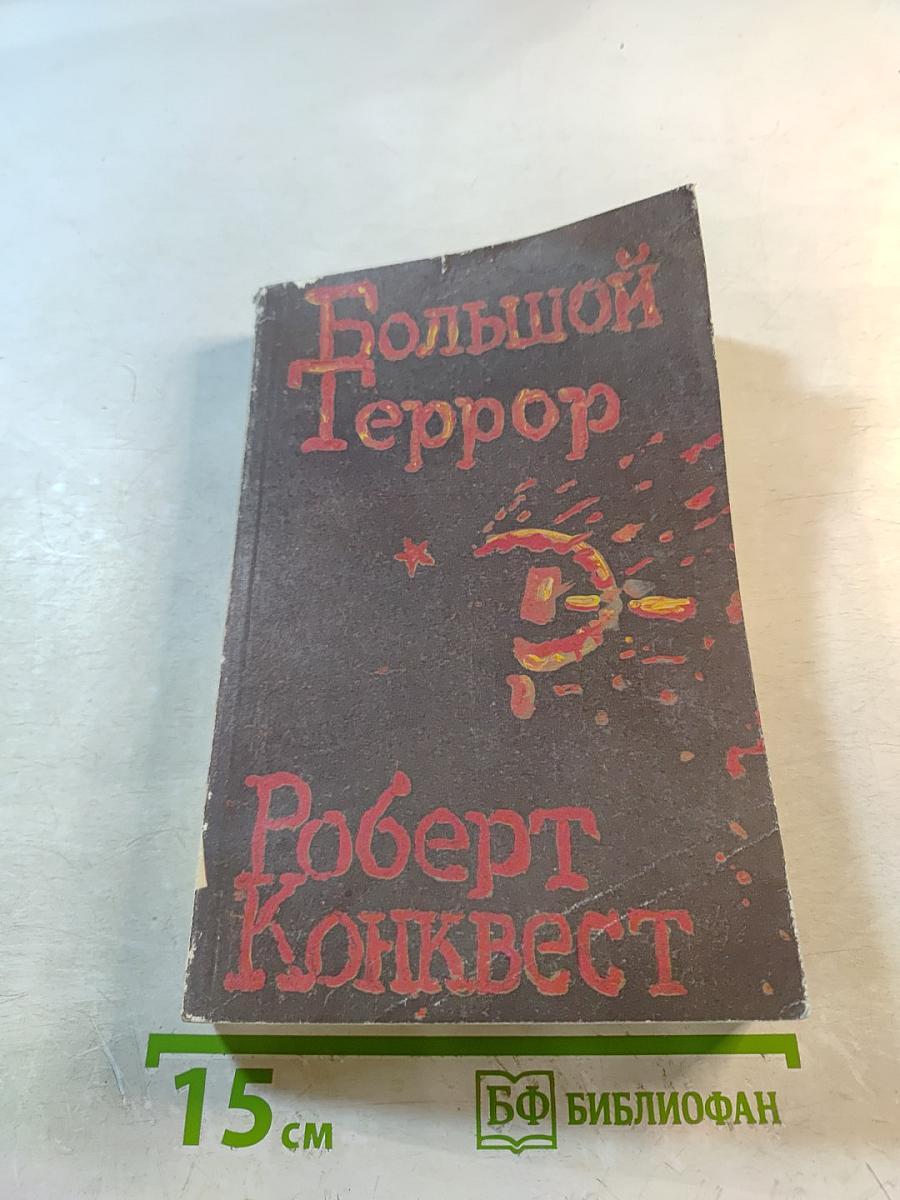 Большой
Террор
Роберт
Конквест
15 см
БФ БИБЛИОФАН